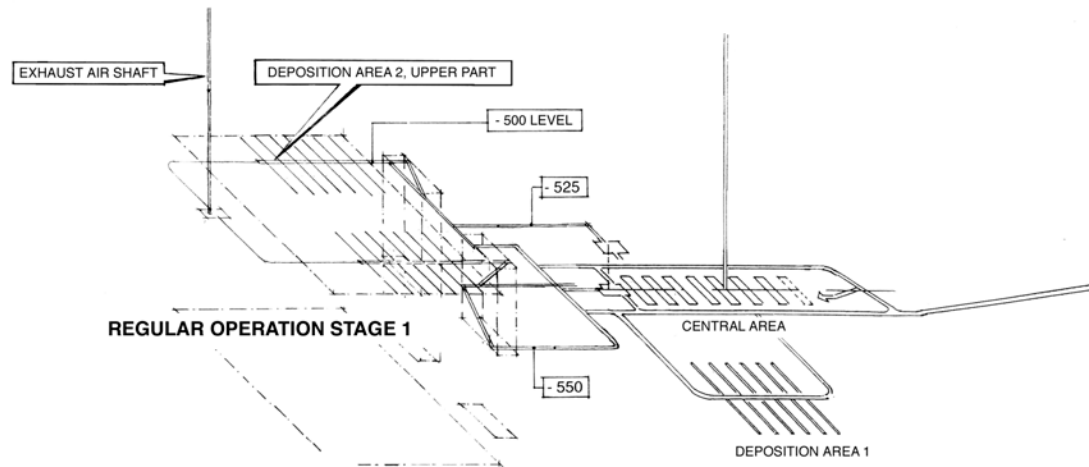 EXHAUST AIR SHAFT
DEPOSITION AREA 2, UPPER PART
- 500 LEVEL
- 525
REGULAR OPERATION STAGE 1
CENTRAL AREA
- 550
DEPOSITION AREA 1